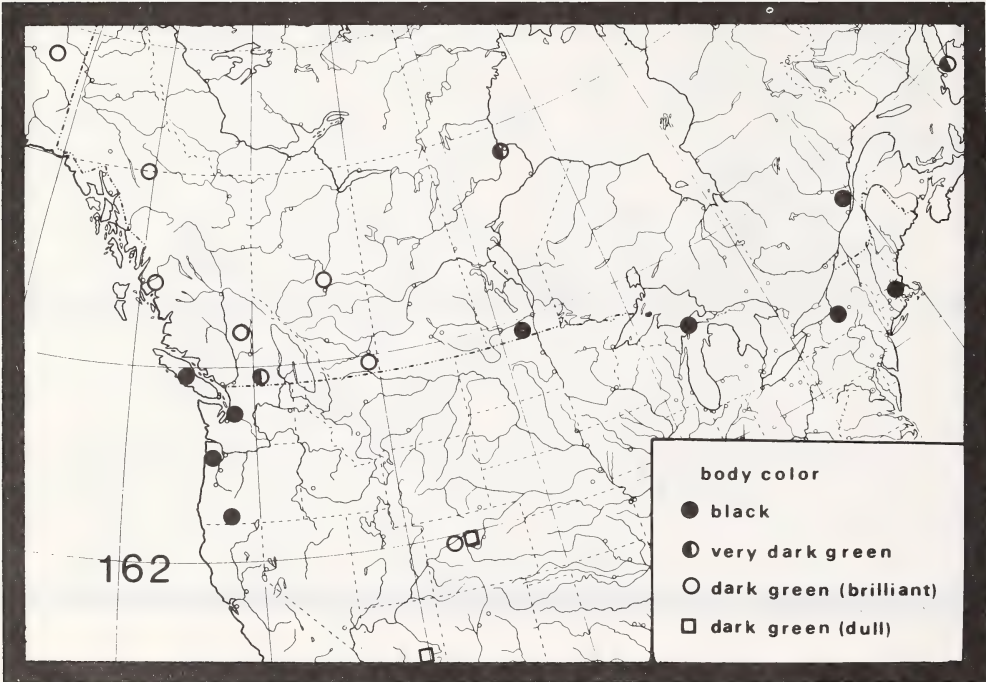 162
body color
black
very dark green
dark green (brilliant)
dark green (dull)